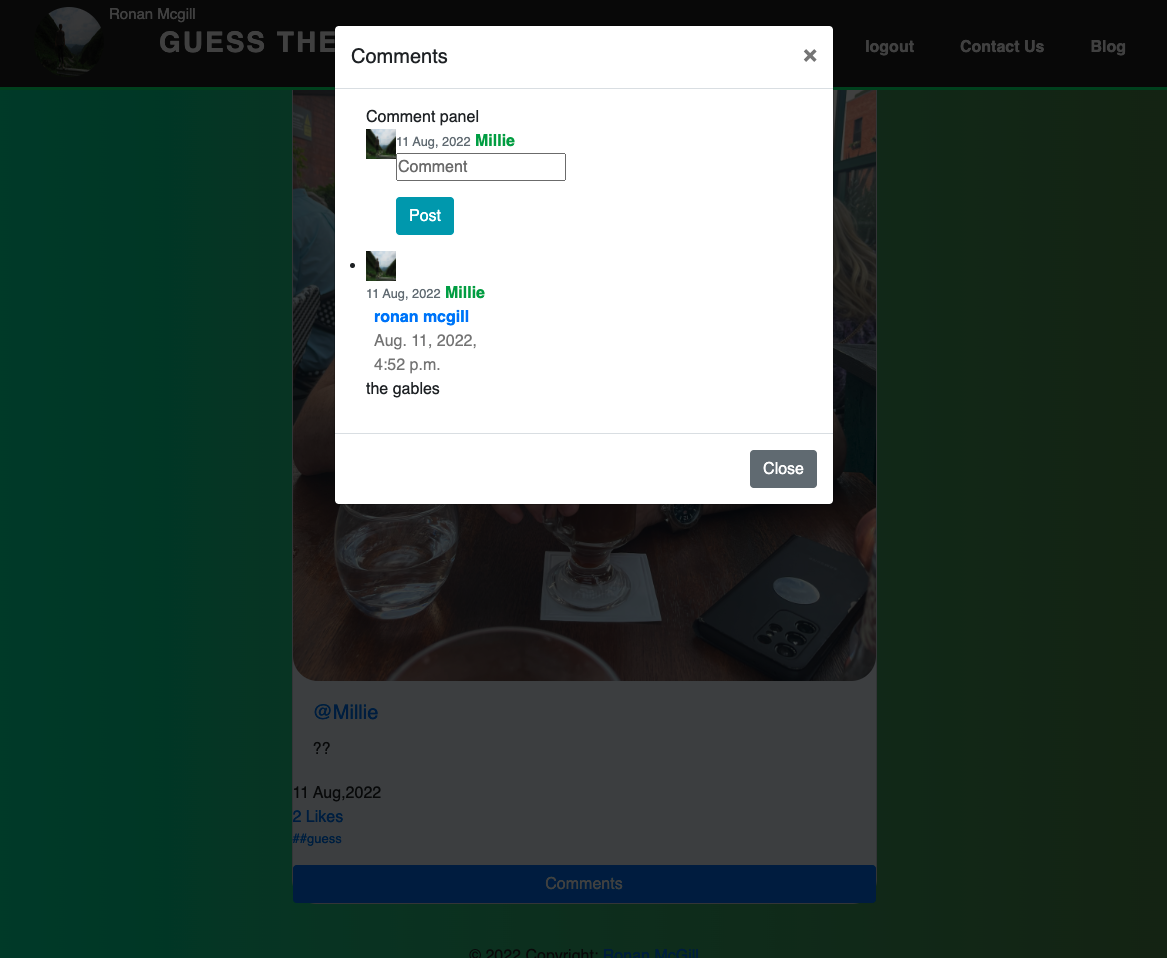 Ronan Mcgill
GUESS THE
logout
Contact Us
Blog
Comments
×
Comment panel
11 Aug, 2022 Millie
Comment
Post
11 Aug, 2022 Millie
ronan mcgill
Aug. 11, 2022,
4:52 p.m.
the gables
Close
@Millie
??
11 Aug,2022
2 Likes
##guess
Comments
© 2022 Copyright: Ronan McGill